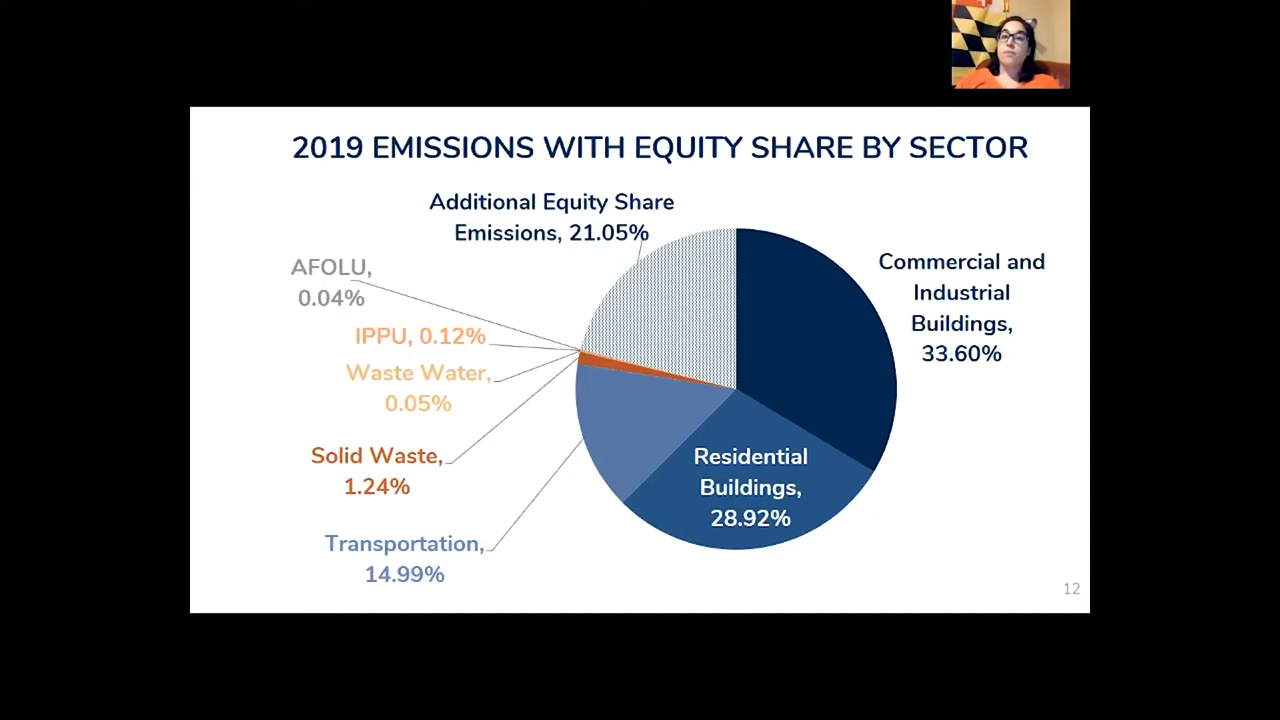 2019 EMISSIONS WITH EQUITY SHARE BY SECTOR
Additional Equity Share
Emissions, 21.05%
AFOLU,
0.04%
IPPU, 0.12%
Waste Water,
0.05%
Solid Waste,
1.24%
Transportation,
14.99%
Commercial and
Industrial
Buildings,
33.60%
Residential
Buildings,
28.92%
12